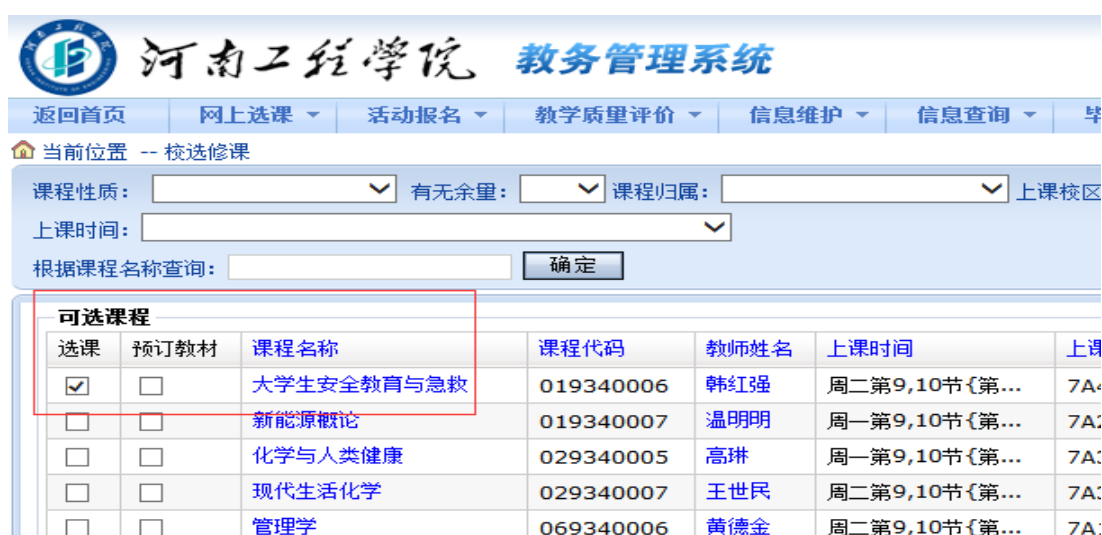 河南工程學院 教务管理系统
返回首页 网上选课 活动报名 教学质量评价 信息维护 信息查询
当前位置 -- 校选修课
课程性质： 有无余量： 课程归属： 上课校区
上课时间：
根据课程名称查询： 确定
可选课程
选课 预订教材 课程名称 课程代码 教师姓名 上课时间 上课
大学生安全教育与急救 019340006 韩红强 周二第9,10节{第... 7A4
新能源概论 019340007 温明明 周一第9,10节{第... 7A2
化学与人类健康 029340005 高琳 周一第9,10节{第... 7A3
现代生活化学 029340007 王世民 周二第9,10节{第... 7A3
管理学 069340006 黄德金 周二第9,10节{第...